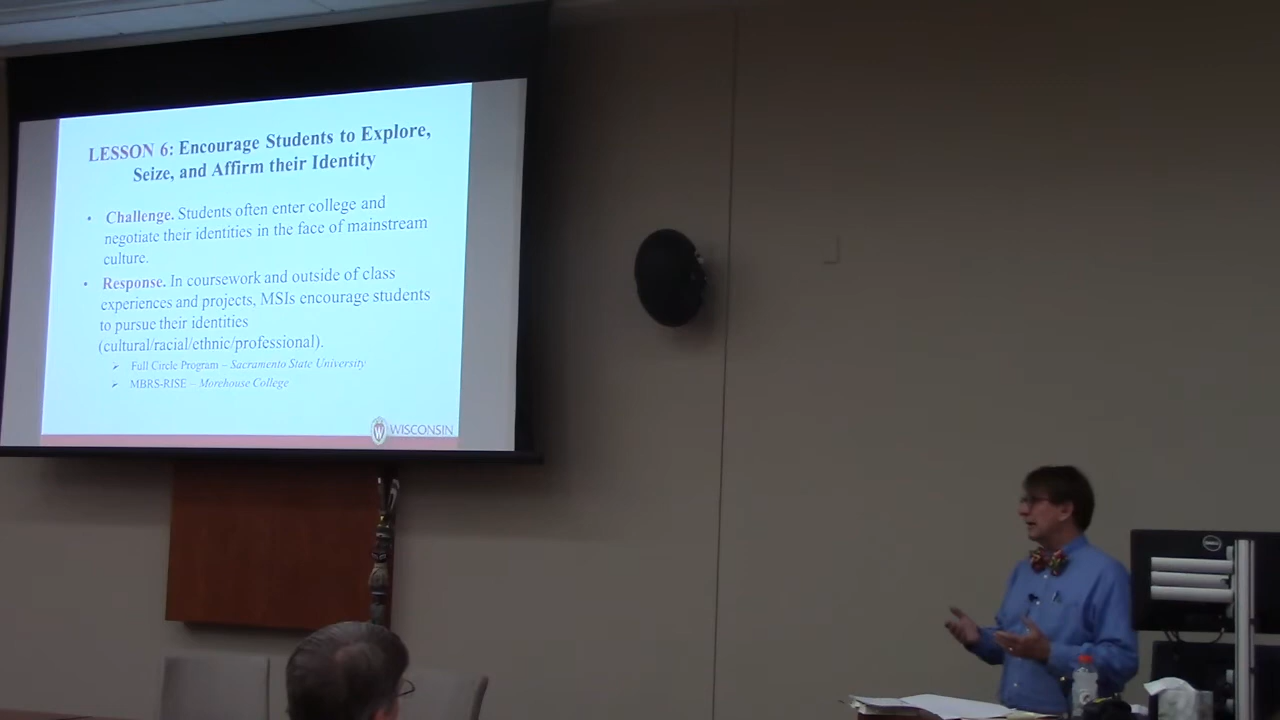 LESSON 6: Encourage Students to Explore,
Seize, and Affirm their Identity
• Challenge. Students often enter college and
negotiate their identities in the face of mainstream
culture.
• Response. In coursework and outside of class
experiences and projects, MSIs encourage students
to pursue their identities
(cultural/racial/ethnic/professional).
➢ Full Circle Program – Sacramento State University
➢ MBRS-RISE – Morehouse College
WISCONSIN
DELL